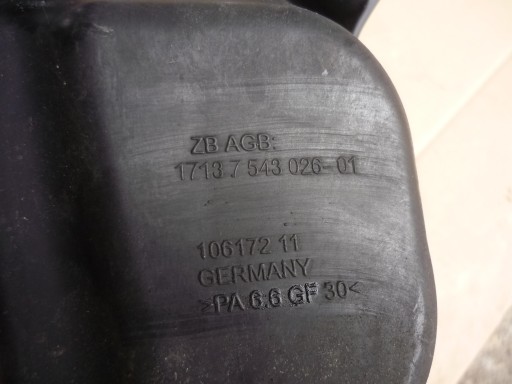 ZB AGB:
1713 7 543 026-01
106172 11
GERMANY
>PA 6.6 GF 30<